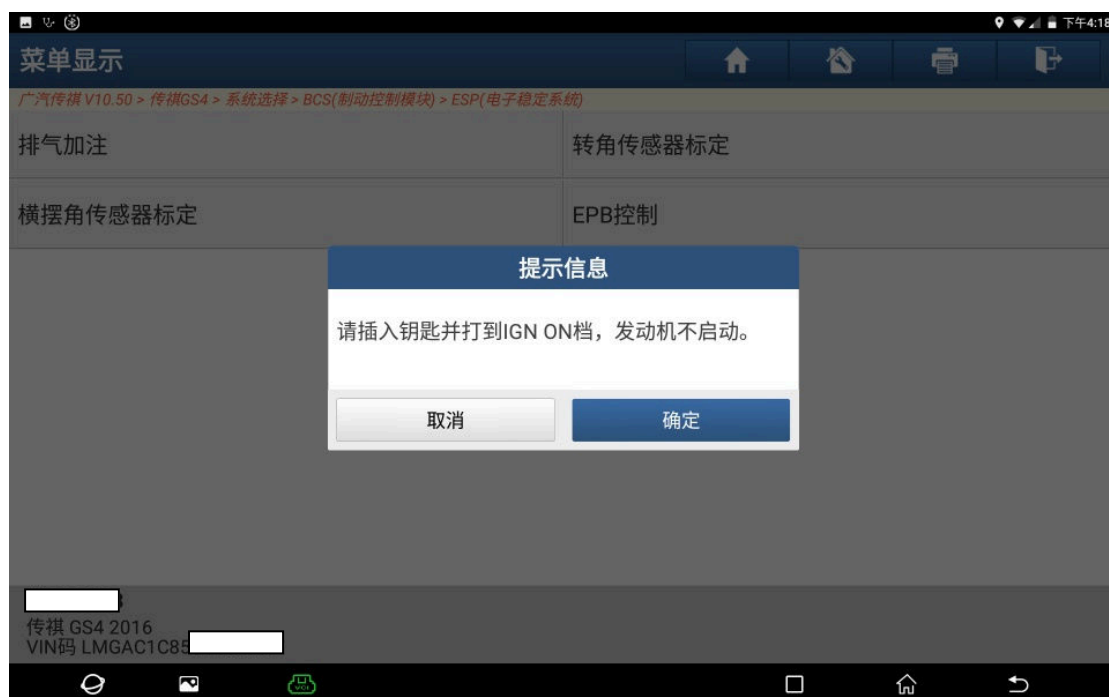 下午4:18
菜单显示
广汽传祺 V10.50 > 传祺GS4 > 系统选择 > BCS(制动控制模块) > ESP(电子稳定系统)
排气加注
转角传感器标定
横摆角传感器标定
EPB控制
提示信息
请插入钥匙并打到IGN ON档，发动机不启动。
取消
确定
传祺 GS4 2016
VIN码 LMGAC1C85
VCI